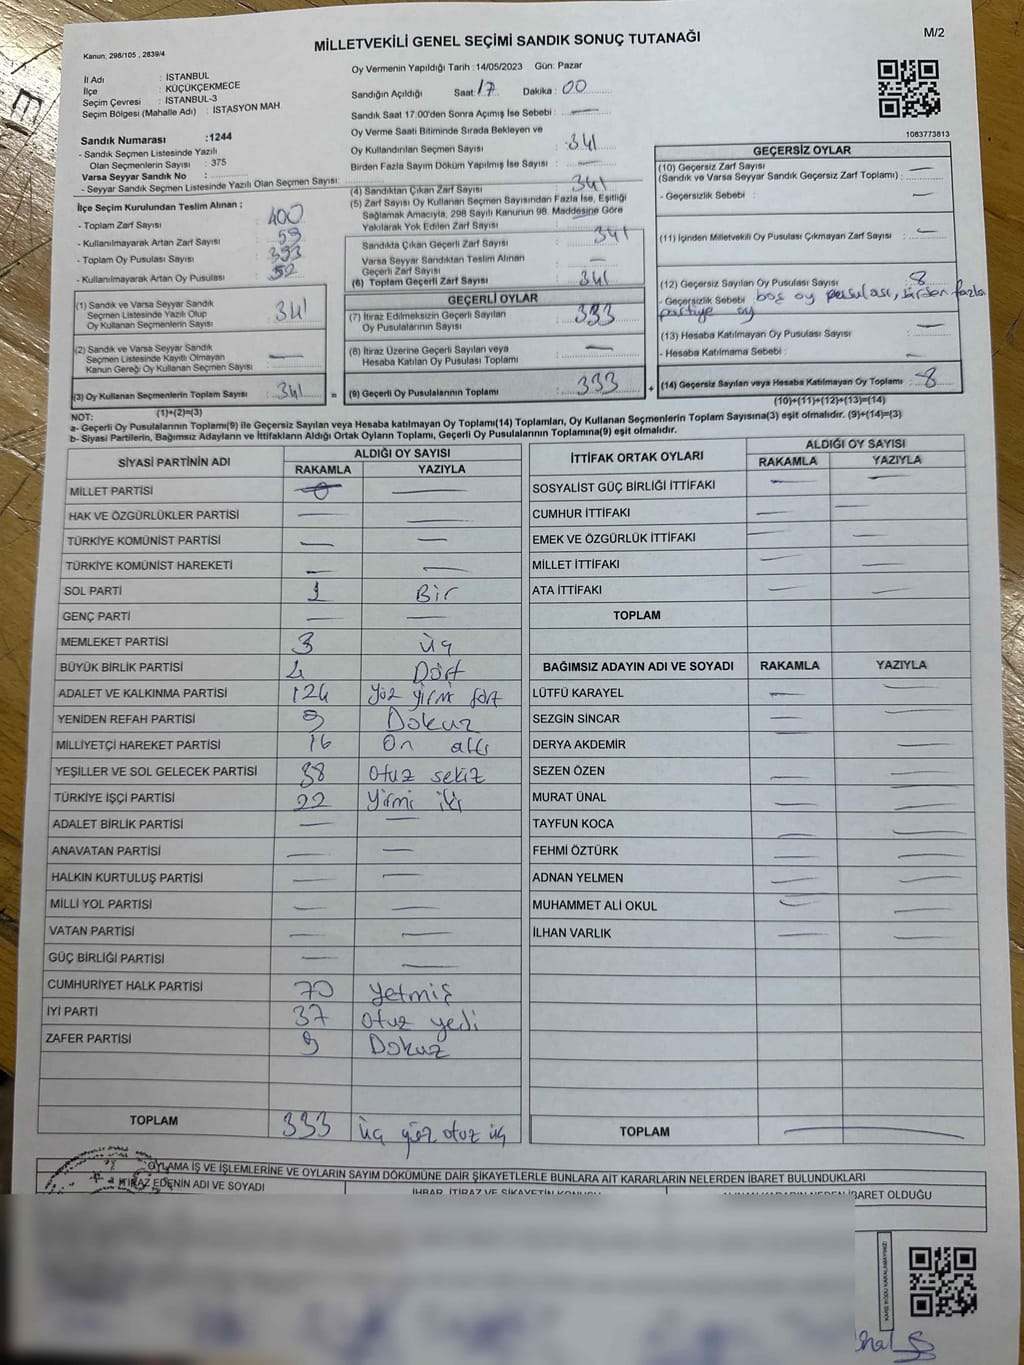 M/2
Kanun: 298/105 , 2839/4
MİLLETVEKİLİ GENEL SEÇİMİ SANDIK SONUÇ TUTANAĞI
İl Adı : İSTANBUL
İlçe : KÜÇÜKÇEKMECE
Seçim Çevresi : İSTANBUL-3
Seçim Bölgesi (Mahalle Adı) : İSTASYON MAH
Sandık Numarası : 1244
- Sandık Seçmen Listesinde Yazılı
Olan Seçmenlerin Sayısı : 375
Varsa Seyyar Sandık No :
- Seyyar Sandık Seçmen Listesinde Yazılı Olan Seçmen Sayısı:
İlçe Seçim Kurulundan Teslim Alınan ;
- Toplam Zarf Sayısı : 400
- Kullanılmayarak Artan Zarf Sayısı : 59
- Toplam Oy Pusulası Sayısı : 393
- Kullanılmayarak Artan Oy Pusulası : 52
(1) Sandık ve Varsa Seyyar Sandık
Seçmen Listesinde Yazılı Olup
Oy Kullanan Seçmenlerin Sayısı : 341
(2) Sandık ve Varsa Seyyar Sandık
Seçmen Listesinde Kayıtlı Olmayan
Kanun Gereği Oy Kullanan Seçmen Sayısı : —
(3) Oy Kullanan Seçmenlerin Toplam Sayısı : 341
(1)+(2)=(3)
Oy Vermenin Yapıldığı Tarih : 14/05/2023 Gün: Pazar
Sandığın Açıldığı Saat: 17 Dakika : 00
Sandık Saat 17:00'den Sonra Açımış İse Sebebi : —
Oy Verme Saati Bitiminde Sırada Bekleyen ve
Oy Kullandırılan Seçmen Sayısı : 341
Birden Fazla Sayım Döküm Yapılmış İse Sayısı : —
(4) Sandıktan Çıkan Zarf Sayısı : 341
(5) Zarf Sayısı Oy Kullanan Seçmen Sayısından Fazla İse, Eşitliği
Sağlamak Amacıyla, 298 Sayılı Kanunun 98. Maddesine Göre
Yakılarak Yok Edilen Zarf Sayısı :
Sandıkta Çıkan Geçerli Zarf Sayısı : 341
Varsa Seyyar Sandıktan Teslim Alınan
Geçerli Zarf Sayısı : —
(6) Toplam Geçerli Zarf Sayısı : 341
GEÇERLİ OYLAR
(7) İtiraz Edilmeksizin Geçerli Sayılan
Oy Pusulalarının Sayısı : 333
(8) İtiraz Üzerine Geçerli Sayılan veya
Hesaba Katılan Oy Pusulası Toplamı : —
(9) Geçerli Oy Pusulalarının Toplamı : 333
1083773813
GEÇERSİZ OYLAR
(10) Geçersiz Zarf Sayısı
(Sandık ve Varsa Seyyar Sandık Geçersiz Zarf Toplamı) : —
- Geçersizlik Sebebi : —
(11) İçinden Milletvekili Oy Pusulası Çıkmayan Zarf Sayısı : —
(12) Geçersiz Sayılan Oy Pusulası Sayısı : 8
- Geçersizlik Sebebi : boş oy pusulası, birden fazla
partiye oy
(13) Hesaba Katılmayan Oy Pusulası Sayısı : —
- Hesaba Katılmama Sebebi : —
(14) Geçersiz Sayılan veya Hesaba Katılmayan Oy Toplamı : 8
(10)+(11)+(12)+(13)=(14)
NOT:
a- Geçerli Oy Pusulalarının Toplamı(9) ile Geçersiz Sayılan veya Hesaba katılmayan Oy Toplamı(14) Toplamları, Oy Kullanan Seçmenlerin Toplam Sayısına(3) eşit olmalıdır. (9)+(14)=(3)
b- Siyasi Partilerin, Bağımsız Adayların ve İttifakların Aldığı Ortak Oyların Toplamı, Geçerli Oy Pusulalarının Toplamına(9) eşit olmalıdır.
SİYASİ PARTİNİN ADI ALDIĞI OY SAYISI
RAKAMLA YAZIYLA
MİLLET PARTİSİ —
HAK VE ÖZGÜRLÜKLER PARTİSİ — —
TÜRKİYE KOMÜNİST PARTİSİ — —
TÜRKİYE KOMÜNİST HAREKETİ — —
SOL PARTİ 1 Bir
GENÇ PARTİ — —
MEMLEKET PARTİSİ 3 üç
BÜYÜK BİRLİK PARTİSİ 4 Dört
ADALET VE KALKINMA PARTİSİ 124 yüz yirmi dört
YENİDEN REFAH PARTİSİ 9 Dokuz
MİLLİYETÇİ HAREKET PARTİSİ 16 On altı
YEŞİLLER VE SOL GELECEK PARTİSİ 38 otuz sekiz
TÜRKİYE İŞÇİ PARTİSİ 22 yirmi iki
ADALET BİRLİK PARTİSİ — —
ANAVATAN PARTİSİ — —
HALKIN KURTULUŞ PARTİSİ — —
MİLLİ YOL PARTİSİ — —
VATAN PARTİSİ — —
GÜÇ BİRLİĞİ PARTİSİ — —
CUMHURİYET HALK PARTİSİ 70 yetmiş
İYİ PARTİ 37 otuz yedi
ZAFER PARTİSİ 9 Dokuz
TOPLAM 333 üç yüz otuz üç
İTTİFAK ORTAK OYLARI ALDIĞI OY SAYISI
RAKAMLA YAZIYLA
SOSYALİST GÜÇ BİRLİĞİ İTTİFAKI — —
CUMHUR İTTİFAKI — —
EMEK VE ÖZGÜRLÜK İTTİFAKI — —
MİLLET İTTİFAKI — —
ATA İTTİFAKI — —
TOPLAM
BAĞIMSIZ ADAYIN ADI VE SOYADI RAKAMLA YAZIYLA
LÜTFÜ KARAYEL — —
SEZGİN SİNCAR — —
DERYA AKDEMİR — —
SEZEN ÖZEN — —
MURAT ÜNAL — —
TAYFUN KOCA — —
FEHMİ ÖZTÜRK — —
ADNAN YELMEN — —
MUHAMMET ALİ OKUL — —
İLHAN VARLIK — —
TOPLAM —
OYLAMA İŞ VE İŞLEMLERİNE VE OYLARIN SAYIM DÖKÜMÜNE DAİR ŞİKAYETLERLE BUNLARA AİT KARARLARIN NELERDEN İBARET BULUNDUKLARI
İTİRAZ EDENİN ADI VE SOYADI
İHBAR, İTİRAZ VE ŞİKAYETİN KONUSU
İBARET OLDUĞU